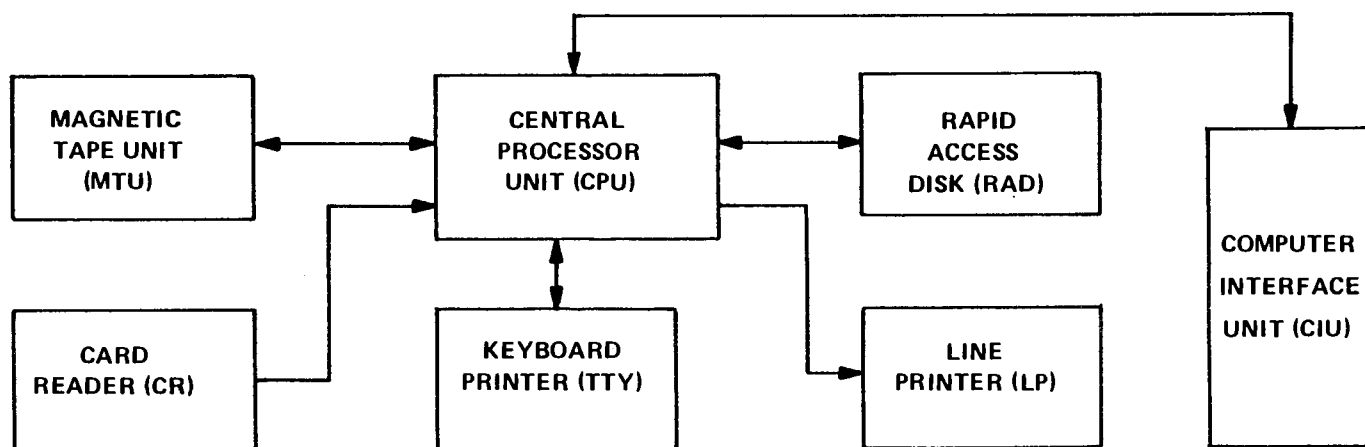 MAGNETIC
TAPE UNIT
(MTU)
CENTRAL
PROCESSOR
UNIT (CPU)
RAPID
ACCESS
DISK (RAD)
COMPUTER
INTERFACE
UNIT (CIU)
CARD
READER (CR)
KEYBOARD
PRINTER (TTY)
LINE
PRINTER (LP)